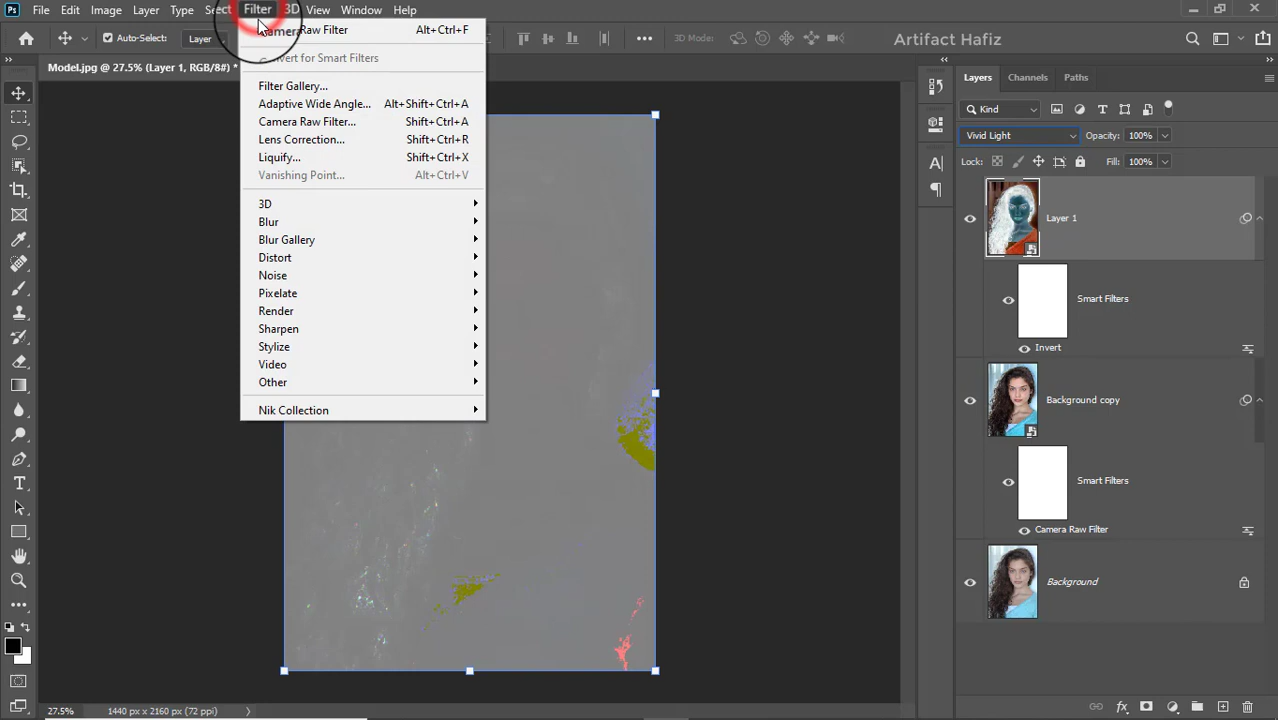 Ps File Edit Image Layer Type Select Filter 3D View Window Help
Auto-Select: Layer 3D Mode: Artifact Hafiz
Model.jpg @ 27.5% (Layer 1, RGB/8#) *
Camera Raw Filter Alt+Ctrl+F
Convert for Smart Filters
Filter Gallery...
Adaptive Wide Angle... Alt+Shift+Ctrl+A
Camera Raw Filter... Shift+Ctrl+A
Lens Correction... Shift+Ctrl+R
Liquify... Shift+Ctrl+X
Vanishing Point... Alt+Ctrl+V
3D
Blur
Blur Gallery
Distort
Noise
Pixelate
Render
Sharpen
Stylize
Video
Other
Nik Collection
Layers Channels Paths
Kind
Vivid Light Opacity: 100%
Lock: Fill: 100%
Layer 1
Smart Filters
Invert
Background copy
Smart Filters
Camera Raw Filter
Background
27.5% 1440 px x 2160 px (72 ppi)